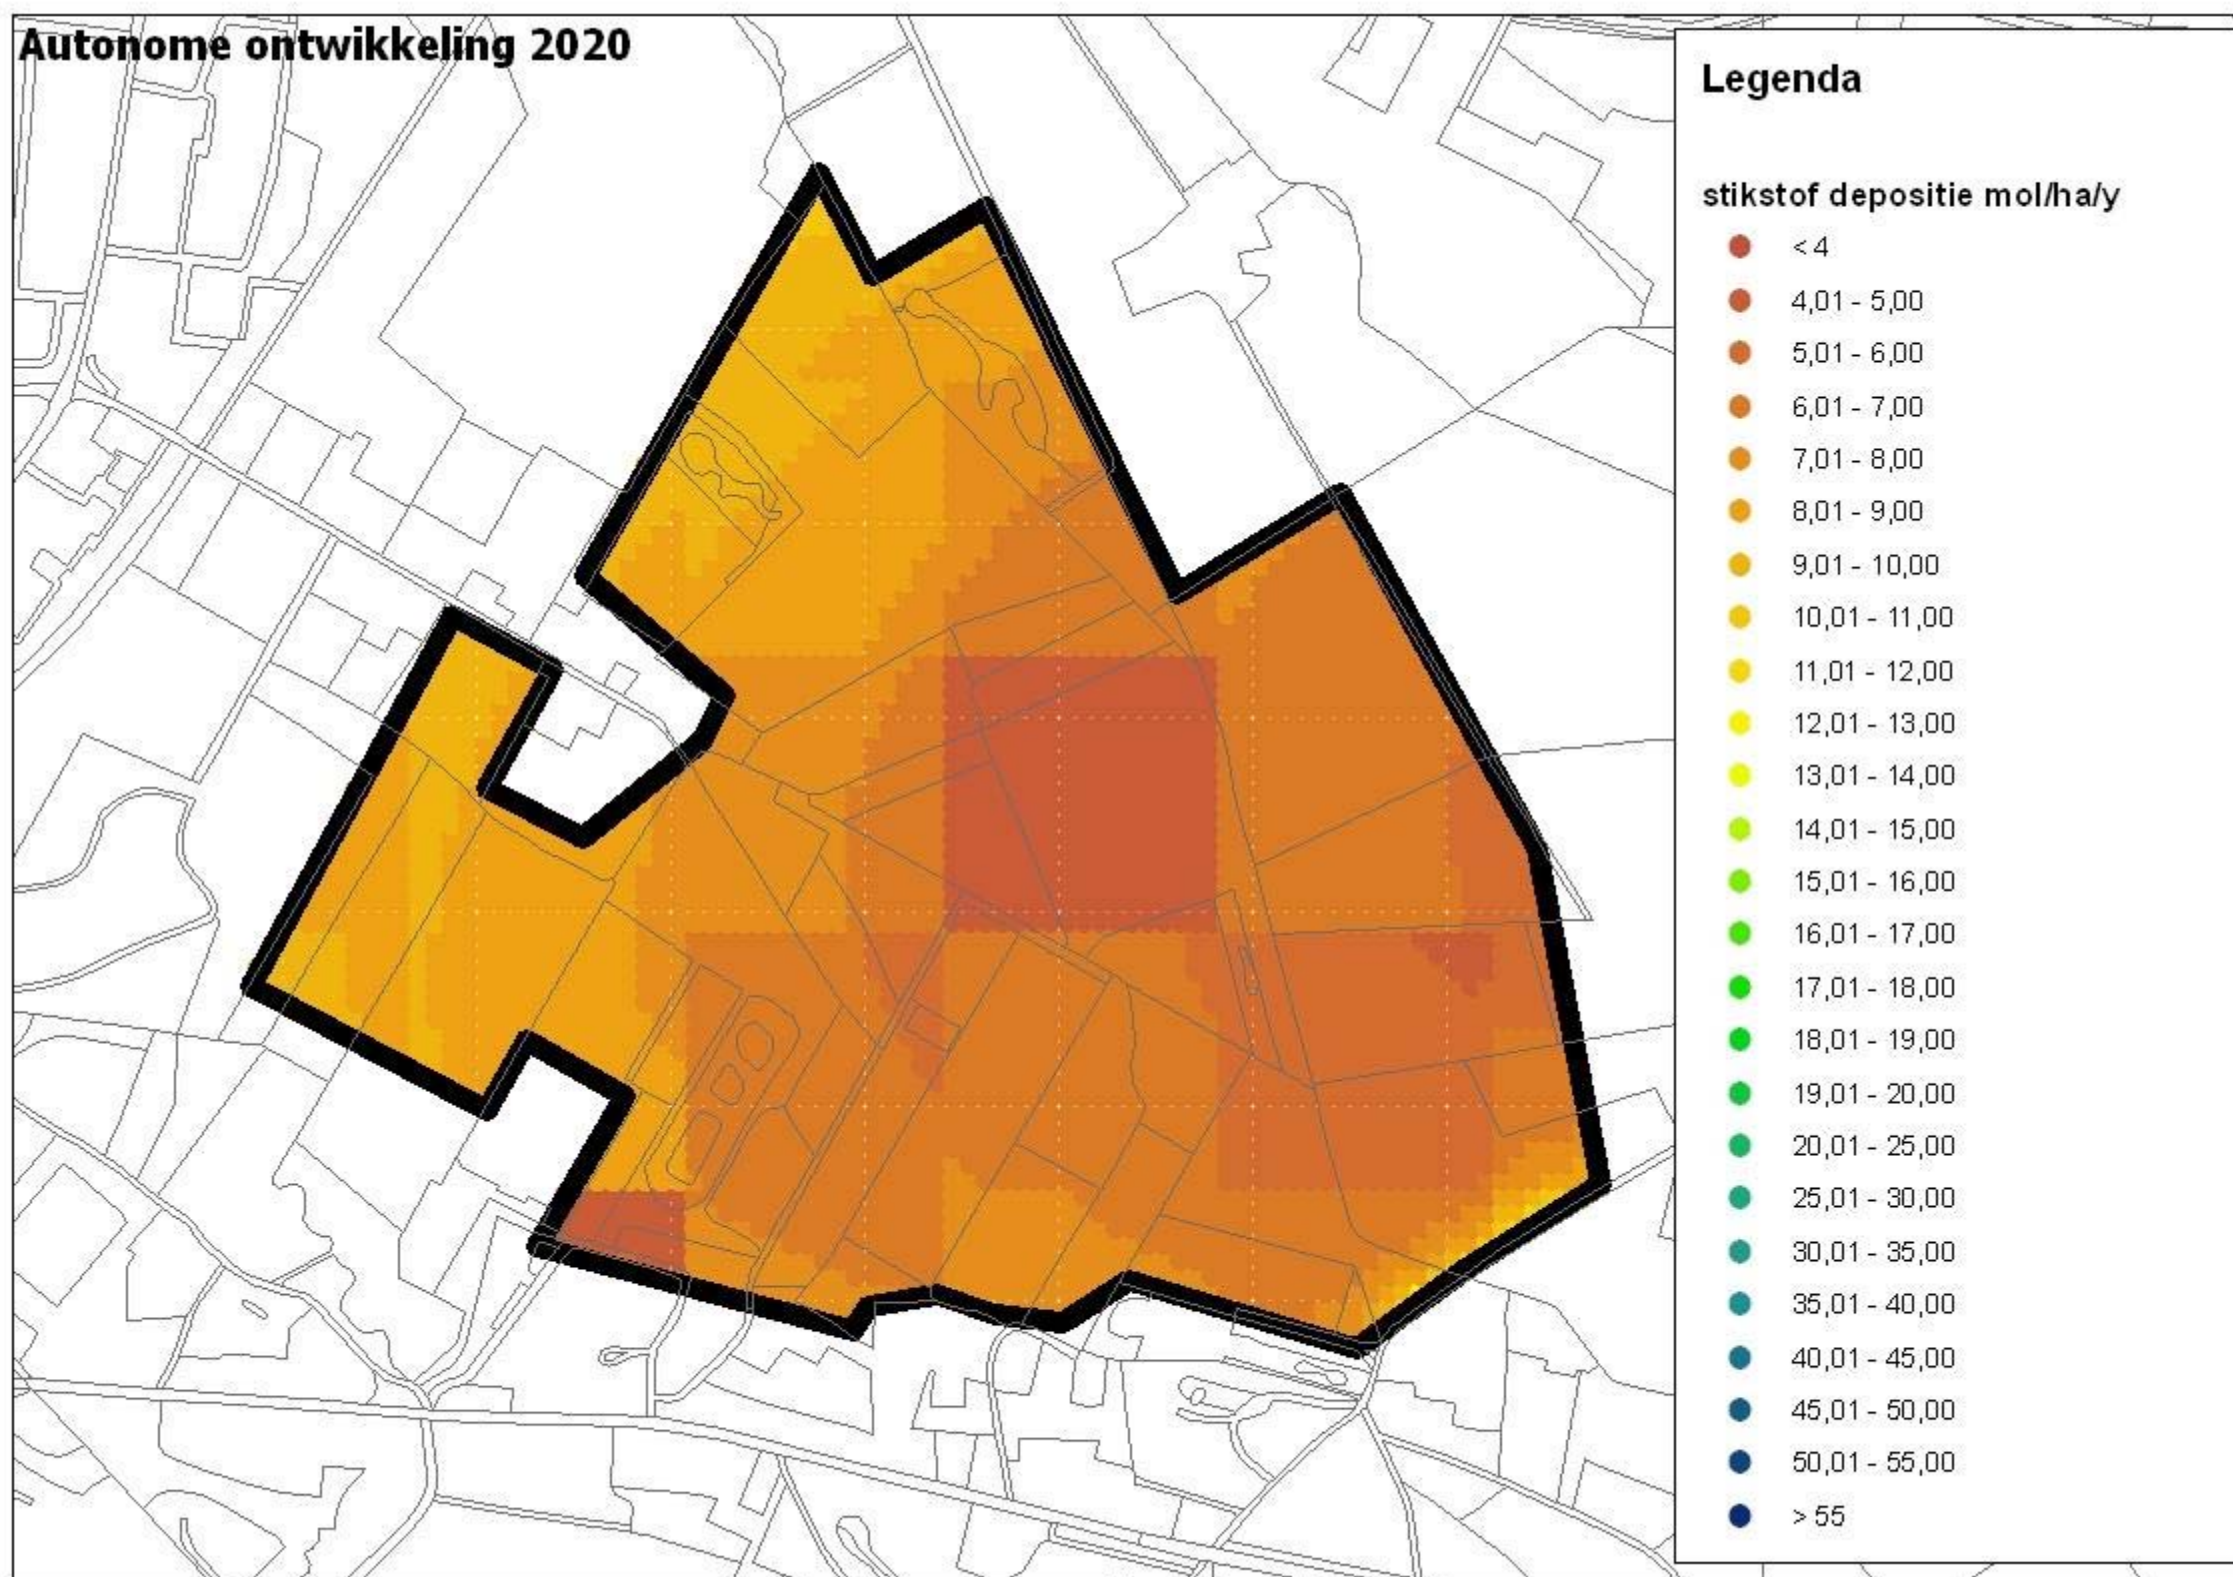 Autonome ontwikkeling 2020
Legenda
stikstof depositie mol/ha/y
< 4
4,01 - 5,00
5,01 - 6,00
6,01 - 7,00
7,01 - 8,00
8,01 - 9,00
9,01 - 10,00
10,01 - 11,00
11,01 - 12,00
12,01 - 13,00
13,01 - 14,00
14,01 - 15,00
15,01 - 16,00
16,01 - 17,00
17,01 - 18,00
18,01 - 19,00
19,01 - 20,00
20,01 - 25,00
25,01 - 30,00
30,01 - 35,00
35,01 - 40,00
40,01 - 45,00
45,01 - 50,00
50,01 - 55,00
> 55